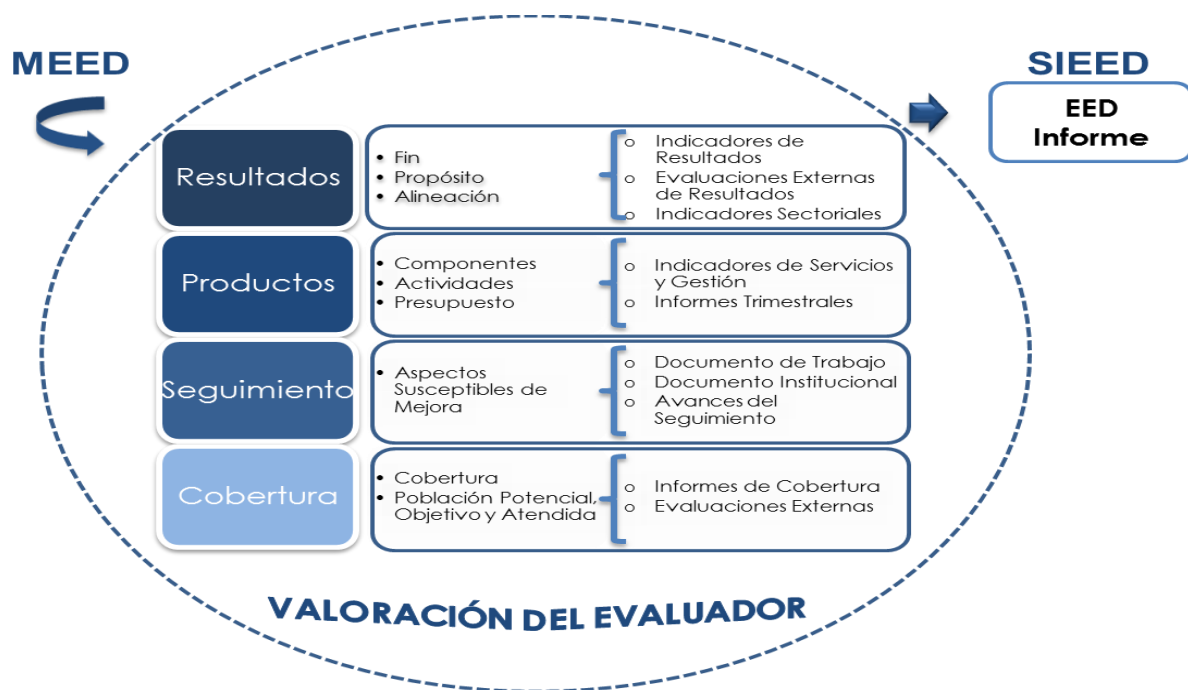 MEED
SIEED
EED
Informe
Resultados
• Fin
• Propósito
• Alineación
o Indicadores de
Resultados
o Evaluaciones Externas
de Resultados
o Indicadores Sectoriales
Productos
• Componentes
• Actividades
• Presupuesto
o Indicadores de Servicios
y Gestión
o Informes Trimestrales
Seguimiento
• Aspectos
Susceptibles de
Mejora
o Documento de Trabajo
o Documento Institucional
o Avances del
Seguimiento
Cobertura
• Cobertura
• Población Potencial,
Objetivo y Atendida
o Informes de Cobertura
o Evaluaciones Externas
VALORACIÓN DEL EVALUADOR